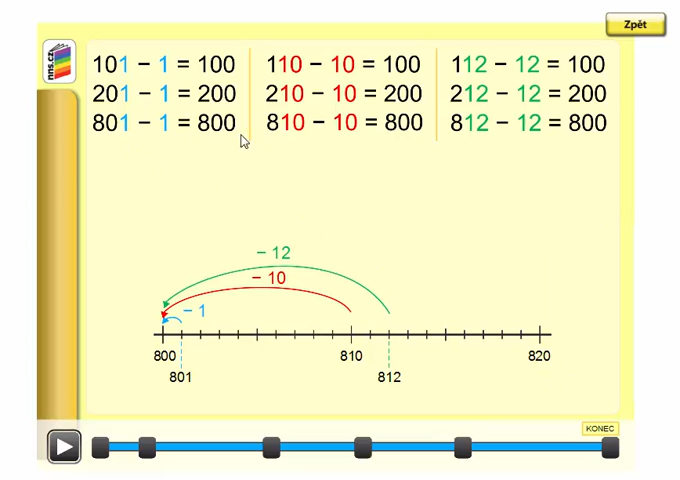 Zpět
nns.cz
101 − 1 = 100
110 − 10 = 100
112 − 12 = 100
201 − 1 = 200
210 − 10 = 200
212 − 12 = 200
801 − 1 = 800
810 − 10 = 800
812 − 12 = 800
− 12
− 10
− 1
800 810 820
801 812
KONEC